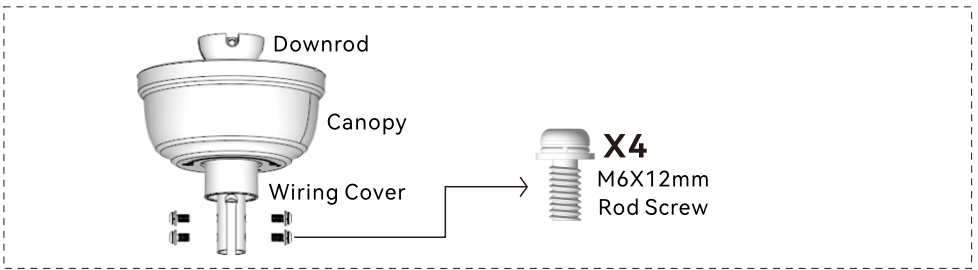 Downrod
Canopy
Wiring Cover
X4
M6X12mm
Rod Screw